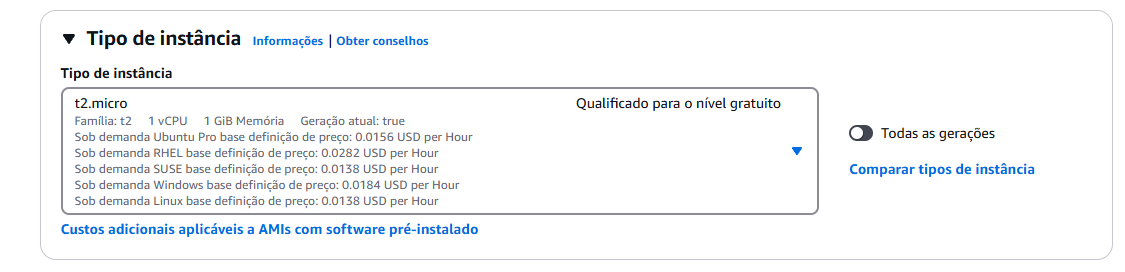 Tipo de instância Informações | Obter conselhos
Tipo de instância
t2.micro Qualificado para o nível gratuito
Família: t2 1 vCPU 1 GiB Memória Geração atual: true
Sob demanda Ubuntu Pro base definição de preço: 0.0156 USD per Hour
Sob demanda RHEL base definição de preço: 0.0282 USD per Hour
Sob demanda SUSE base definição de preço: 0.0138 USD per Hour
Sob demanda Windows base definição de preço: 0.0184 USD per Hour
Sob demanda Linux base definição de preço: 0.0138 USD per Hour
Todas as gerações
Comparar tipos de instância
Custos adicionais aplicáveis a AMIs com software pré-instalado